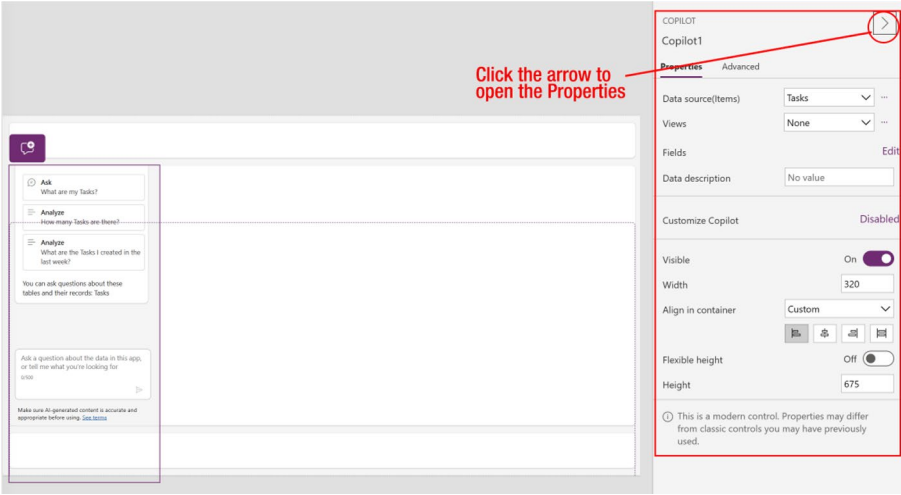 COPILOT
Copilot1
Click the arrow to
open the Properties
Properties
Advanced
Data source(Items)
Tasks
Views
None
Fields
Edit
Data description
No value
Customize Copilot
Disabled
Visible
On
Width
320
Align in container
Custom
Flexible height
Off
Height
675
This is a modern control. Properties may differ
from classic controls you may have previously
used.
Ask
What are my Tasks?
Analyze
How many Tasks are there?
Analyze
What are the Tasks I created in the
last week?
You can ask questions about these
tables and their records: Tasks
Ask a question about the data in this app,
or tell me what you're looking for
0/500
Make sure AI-generated content is accurate and
appropriate before using. See terms